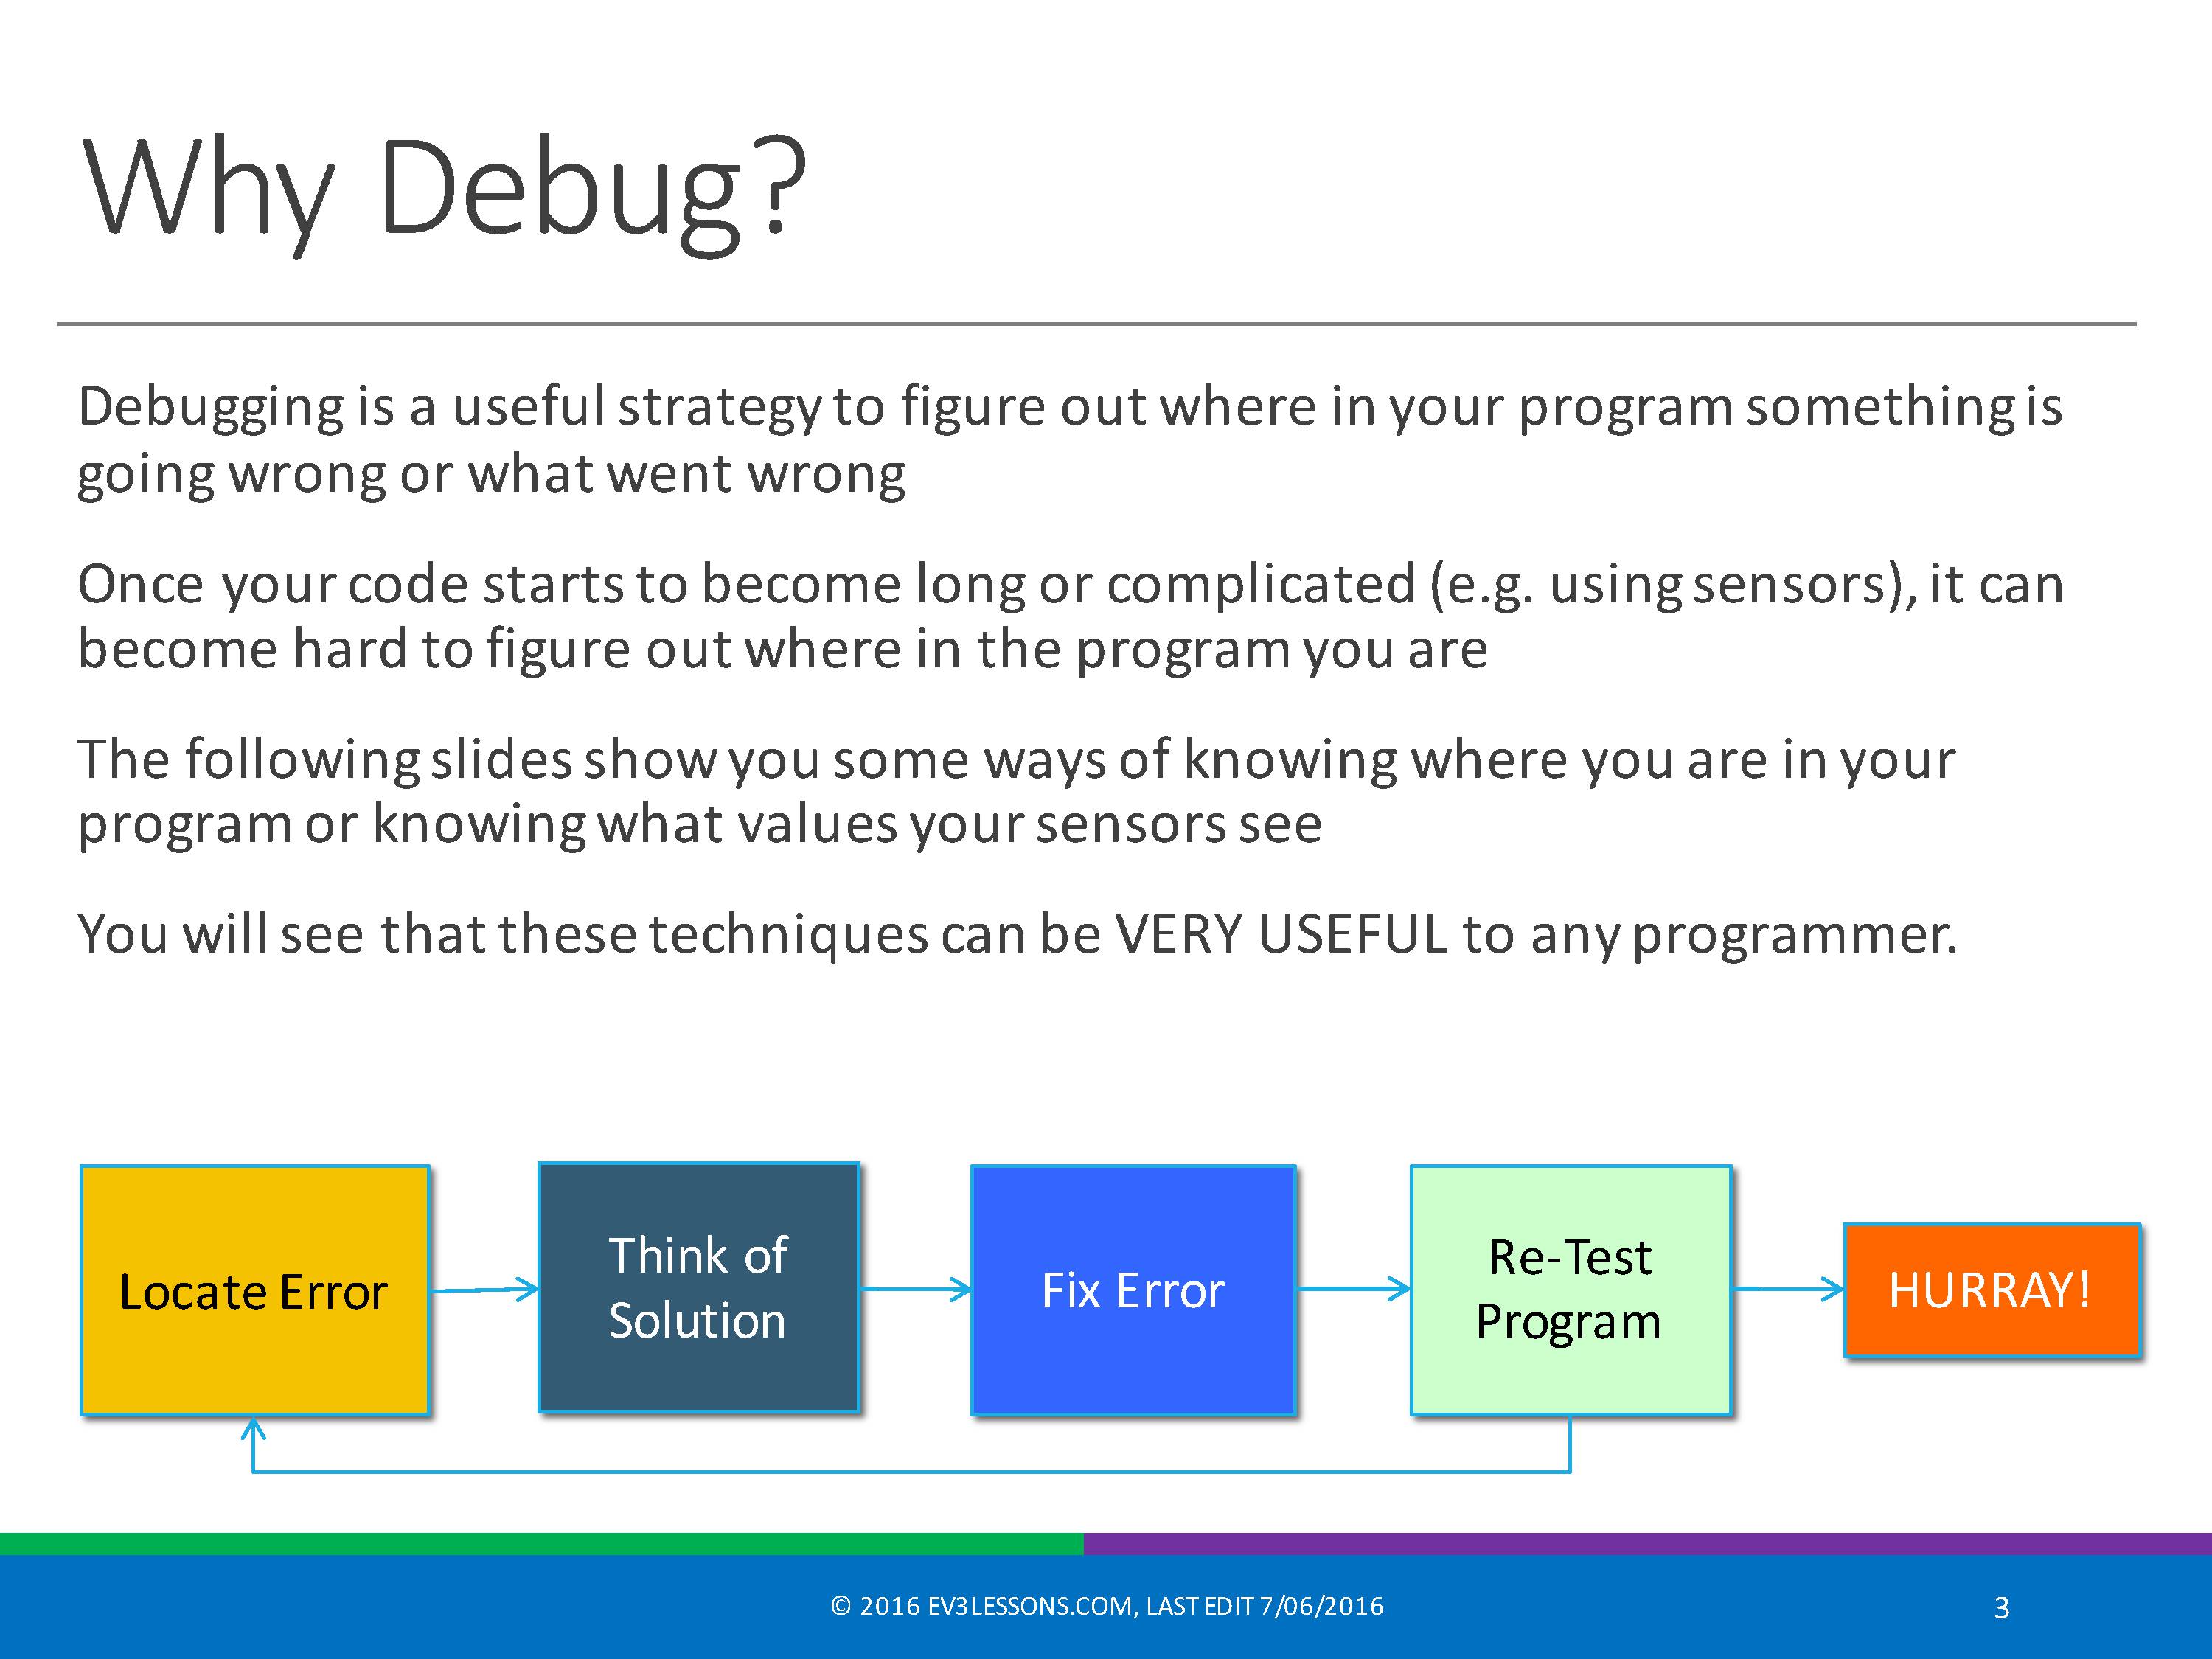 Why Debug?
Debugging is a useful strategy to figure out where in your program something is
going wrong or what went wrong
Once your code starts to become long or complicated (e.g. using sensors), it can
become hard to figure out where in the program you are
The following slides show you some ways of knowing where you are in your
program or knowing what values your sensors see
You will see that these techniques can be VERY USEFUL to any programmer.
Locate Error
Think of
Solution
Fix Error
Re-Test
Program
HURRAY!
© 2016 EV3LESSONS.COM, LAST EDIT 7/06/2016
3